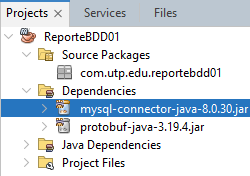 Projects × Services Files
ReporteBDD01
Source Packages
com.utp.edu.reportebdd01
Dependencies
mysql-connector-java-8.0.30.jar
protobuf-java-3.19.4.jar
Java Dependencies
Project Files